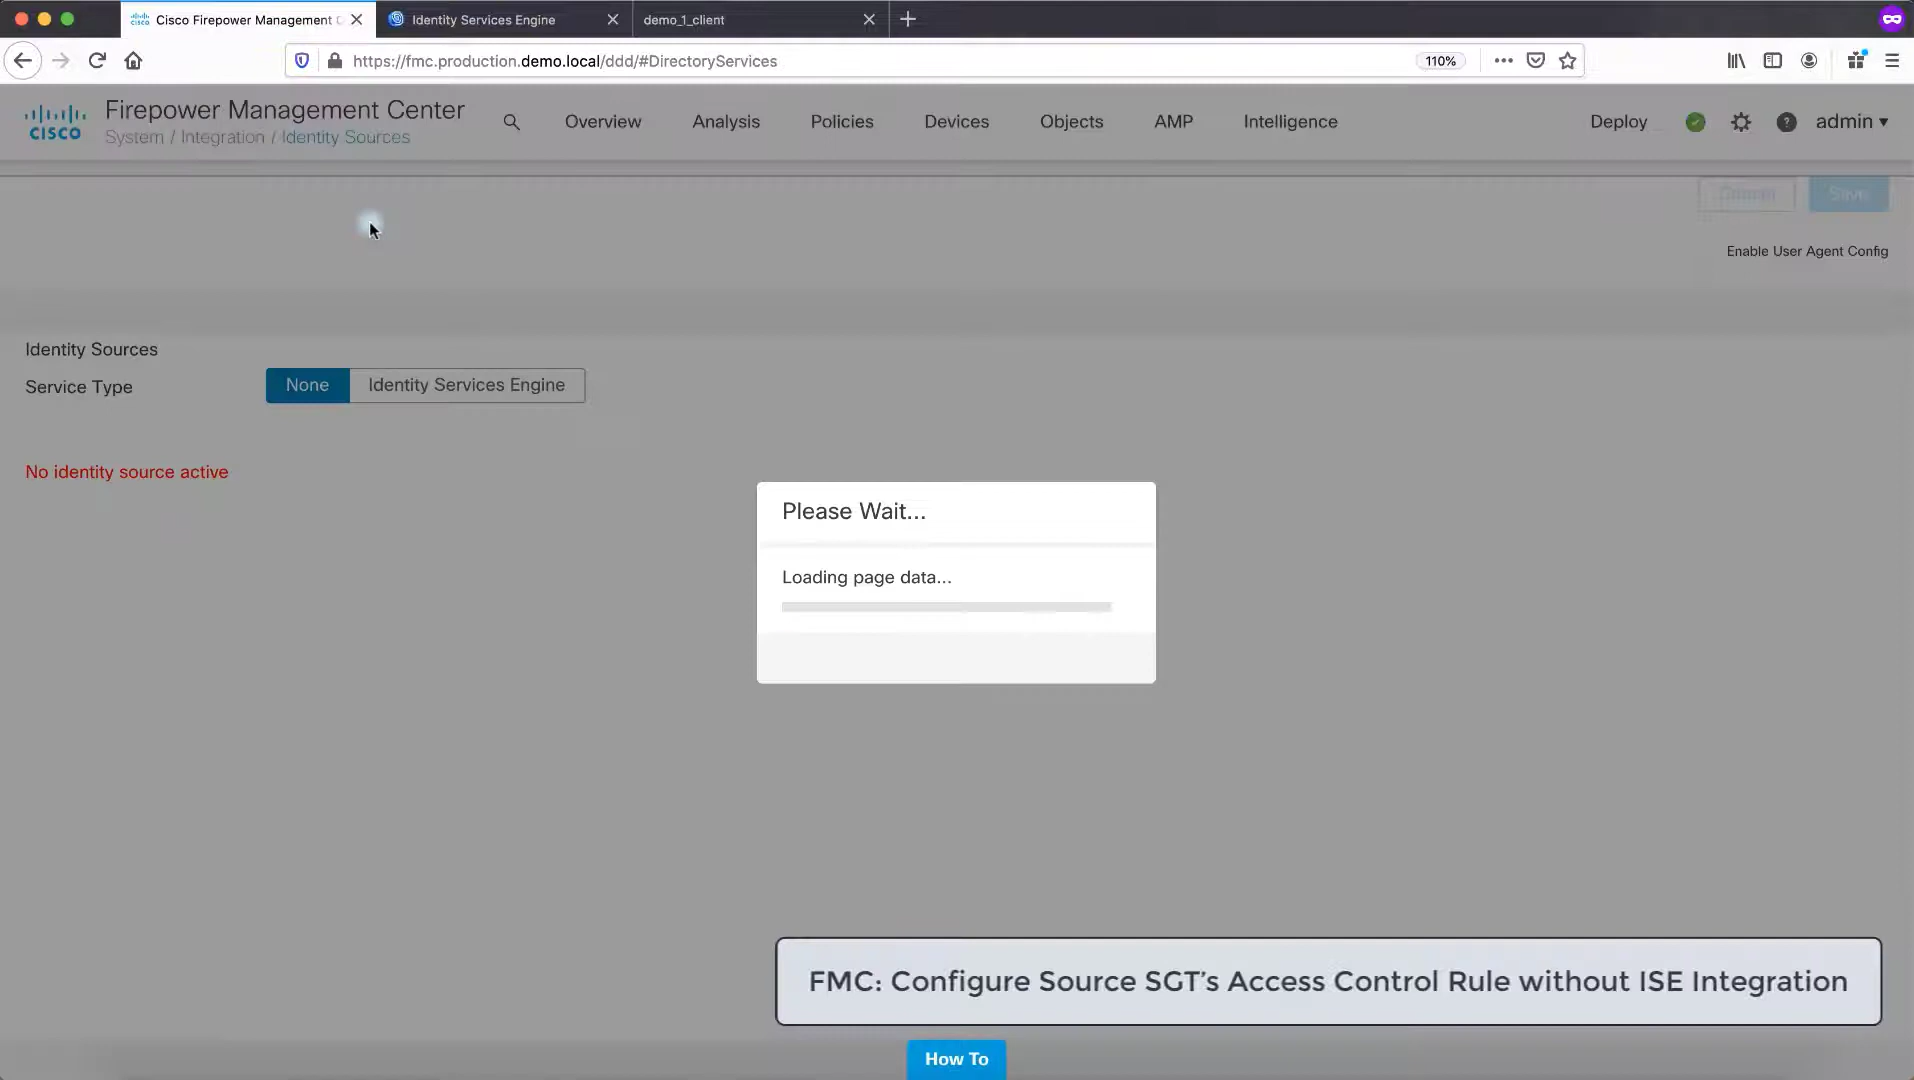 Cisco Firepower Management C
Identity Services Engine
demo_1_client
https://fmc.production.demo.local/ddd/#DirectoryServices
110%
CISCO
Firepower Management Center
System / Integration / Identity Sources
Overview
Analysis
Policies
Devices
Objects
AMP
Intelligence
Deploy
admin
Cancel
Save
Enable User Agent Config
Identity Sources
Service Type
None
Identity Services Engine
No identity source active
Please Wait...
Loading page data...
FMC: Configure Source SGT’s Access Control Rule without ISE Integration
How To